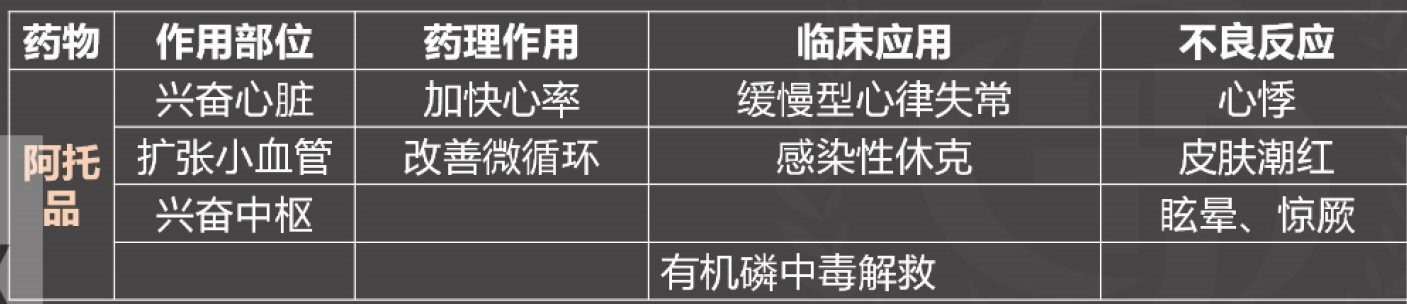 药物 作用部位 药理作用 临床应用 不良反应
兴奋心脏 加快心率 缓慢型心律失常 心悸
阿托品 扩张小血管 改善微循环 感染性休克 皮肤潮红
兴奋中枢 眩晕、惊厥
有机磷中毒解救